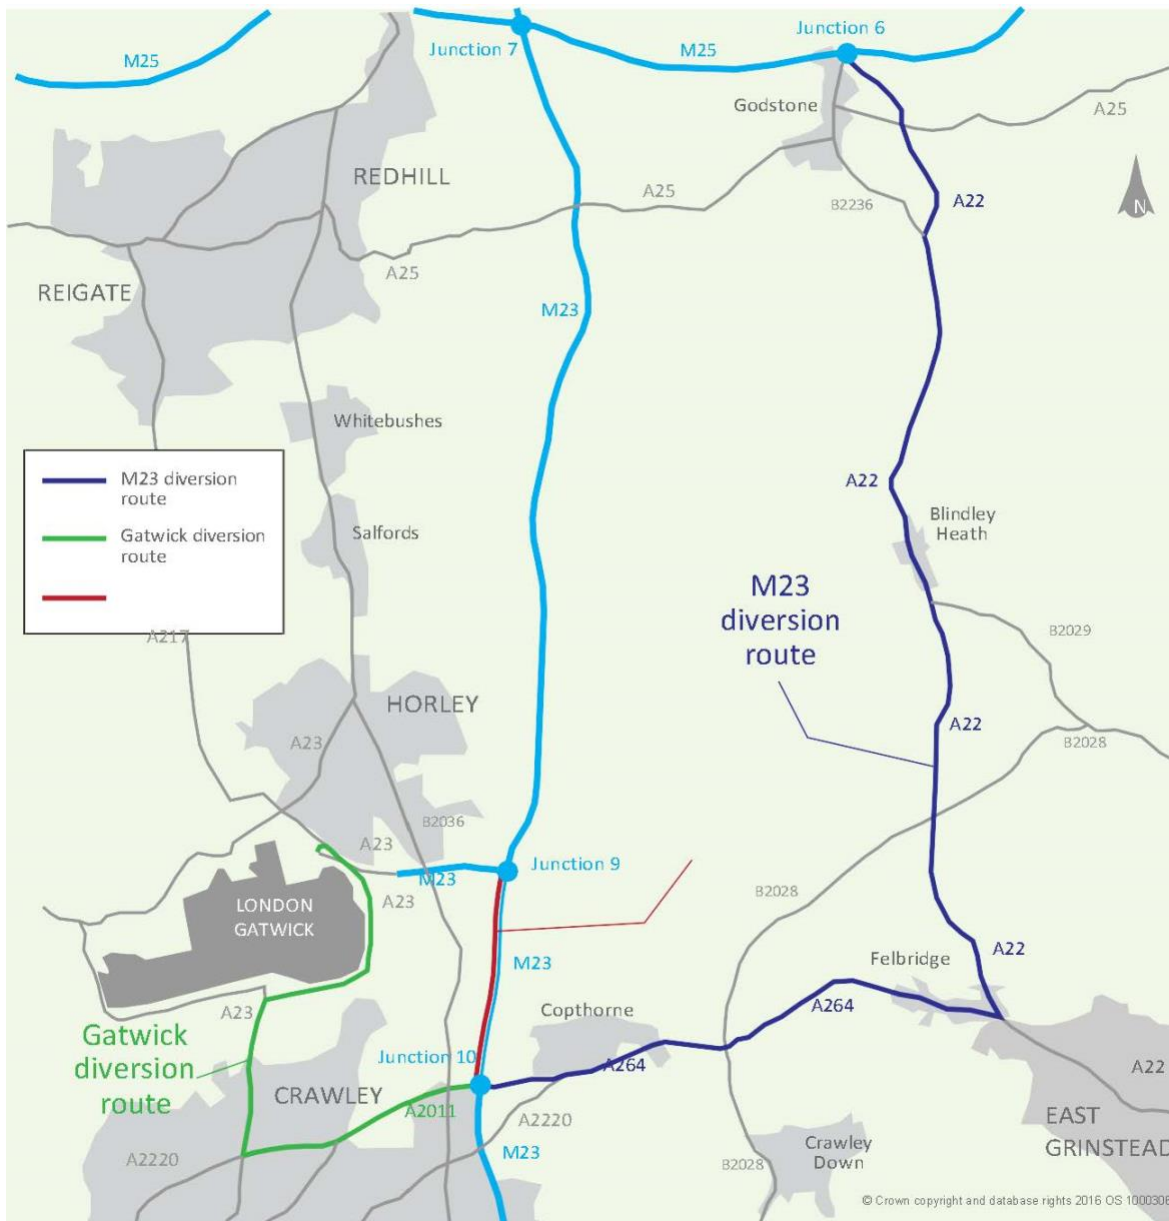 M25
Junction 7
M25
Junction 6
Godstone
A25
REDHILL
A25
B2236
A22
N
REIGATE
A25
M23
Whitebushes
M23 diversion
route
Gatwick diversion
route
A22
Salfords
Blindley
Heath
M23
diversion
route
A217
B2029
HORLEY
A23
A22
B2028
B2036
A23
M23
Junction 9
A23
B2028
LONDON
GATWICK
M23
A22
Felbridge
A23
Copthorne
A264
Gatwick
diversion
route
Junction 10
A264
CRAWLEY
A2011
A22
A2220
EAST
GRINSTEAD
A2220
M23
B2028
Crawley
Down
© Crown copyright and database rights 2016 OS 1000306